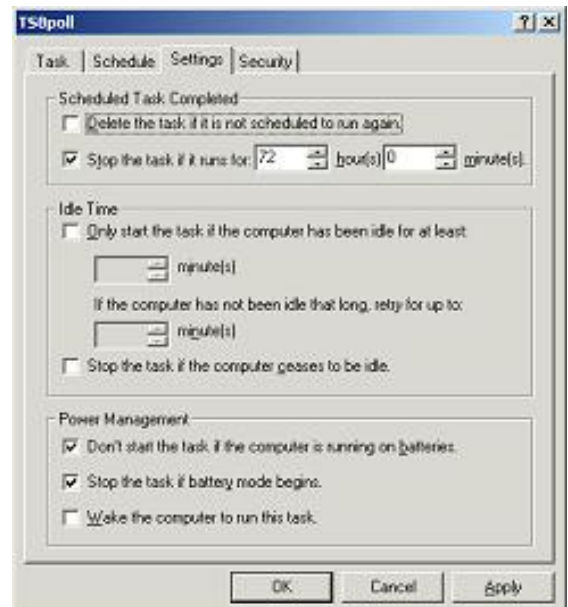 TS8poll
Task Schedule Settings Security
Scheduled Task Completed
Delete the task if it is not scheduled to run again.
Stop the task if it runs for: 72 hour(s) 0 minute(s).
Idle Time
Only start the task if the computer has been idle for at least:
minute(s)
If the computer has not been idle that long, retry for up to:
minute(s)
Stop the task if the computer ceases to be idle.
Power Management
Don't start the task if the computer is running on batteries.
Stop the task if battery mode begins.
Wake the computer to run this task.
OK Cancel Apply